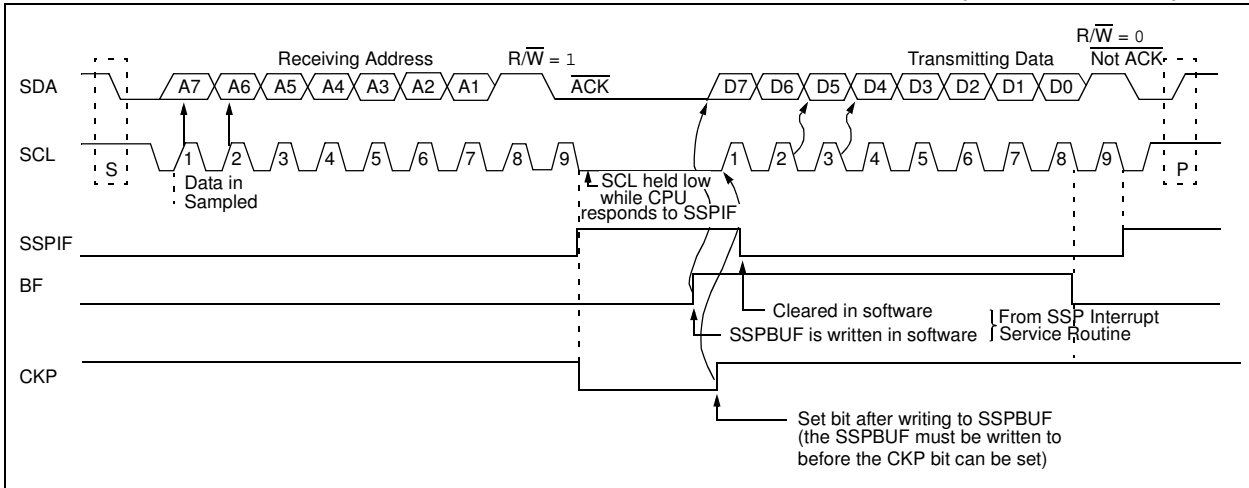 R/W = 0
Receiving Address R/W = 1 Transmitting Data Not ACK
SDA A7 A6 A5 A4 A3 A2 A1 ACK D7 D6 D5 D4 D3 D2 D1 D0
SCL 1 2 3 4 5 6 7 8 9 1 2 3 4 5 6 7 8 9
S P
Data in
Sampled
SCL held low
while CPU
responds to SSPIF
SSPIF
BF
Cleared in software
SSPBUF is written in software
From SSP Interrupt
Service Routine
CKP
Set bit after writing to SSPBUF
(the SSPBUF must be written to
before the CKP bit can be set)